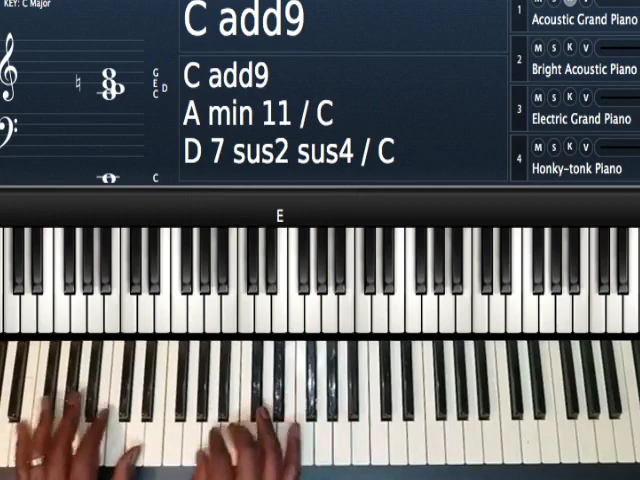 KEY: C Major
C add9
C add9
A min 11 / C
D 7 sus2 sus4 / C
G
E D
C
C
1 M S K V
Acoustic Grand Piano
2 M S K V
Bright Acoustic Piano
3 M S K V
Electric Grand Piano
4 M S K V
Honky-tonk Piano
E